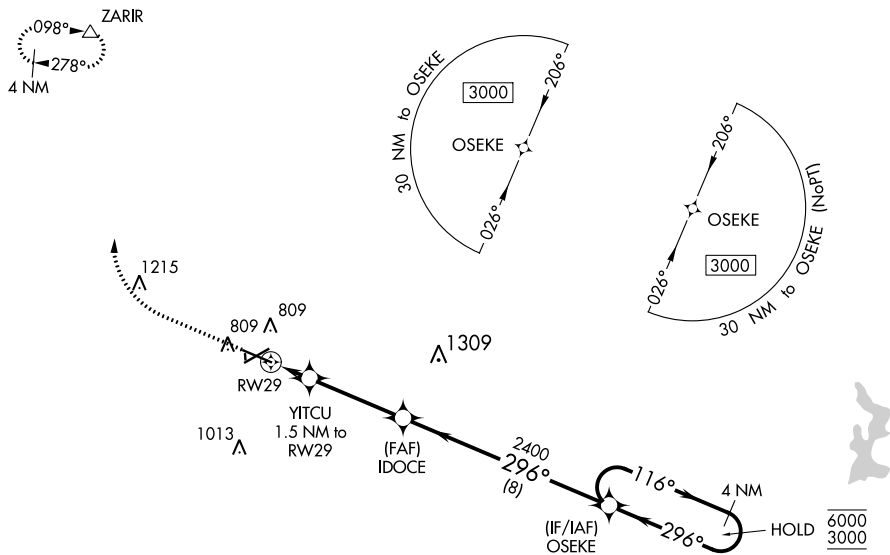 ZARIR
098°
278°
4 NM
30 NM to OSEKE
3000
206°
OSEKE
026°
206°
OSEKE
30 NM to OSEKE (NoPT)
3000
026°
1215
809
809
1309
RW29
YITCU
1.5 NM to
RW29
1013
(FAF)
IDOCE
2400
296°
(8)
116°
4 NM
HOLD
6000
3000
296°
(IF/IAF)
OSEKE